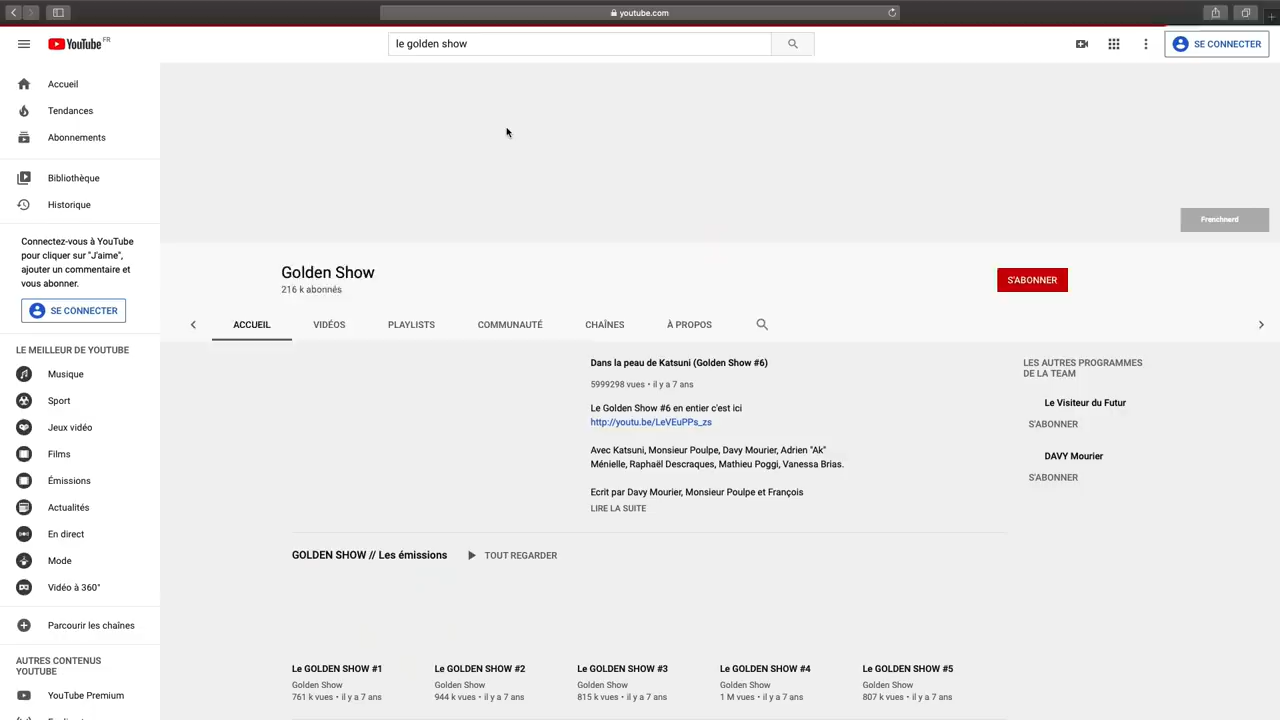 youtube.com
YouTube FR
le golden show
SE CONNECTER
Accueil
Tendances
Abonnements
Bibliothèque
Historique
Connectez-vous à YouTube
pour cliquer sur "J'aime",
ajouter un commentaire et
vous abonner.
SE CONNECTER
LE MEILLEUR DE YOUTUBE
Musique
Sport
Jeux vidéo
Films
Émissions
Actualités
En direct
Mode
Vidéo à 360°
Parcourir les chaînes
AUTRES CONTENUS
YOUTUBE
YouTube Premium
Frenchnerd
Golden Show
216 k abonnés
S'ABONNER
ACCUEIL VIDÉOS PLAYLISTS COMMUNAUTÉ CHAÎNES À PROPOS
Dans la peau de Katsuni (Golden Show #6)
5999298 vues • il y a 7 ans
Le Golden Show #6 en entier c'est ici
http://youtu.be/LeVEuPPs_zs
Avec Katsuni, Monsieur Poulpe, Davy Mourier, Adrien "Ak"
Ménielle, Raphaël Descraques, Mathieu Poggi, Vanessa Brias.
Ecrit par Davy Mourier, Monsieur Poulpe et François
LIRE LA SUITE
LES AUTRES PROGRAMMES
DE LA TEAM
Le Visiteur du Futur
S'ABONNER
DAVY Mourier
S'ABONNER
GOLDEN SHOW // Les émissions TOUT REGARDER
Le GOLDEN SHOW #1
Golden Show
761 k vues • il y a 7 ans
Le GOLDEN SHOW #2
Golden Show
944 k vues • il y a 7 ans
Le GOLDEN SHOW #3
Golden Show
815 k vues • il y a 7 ans
Le GOLDEN SHOW #4
Golden Show
1 M vues • il y a 7 ans
Le GOLDEN SHOW #5
Golden Show
807 k vues • il y a 7 ans